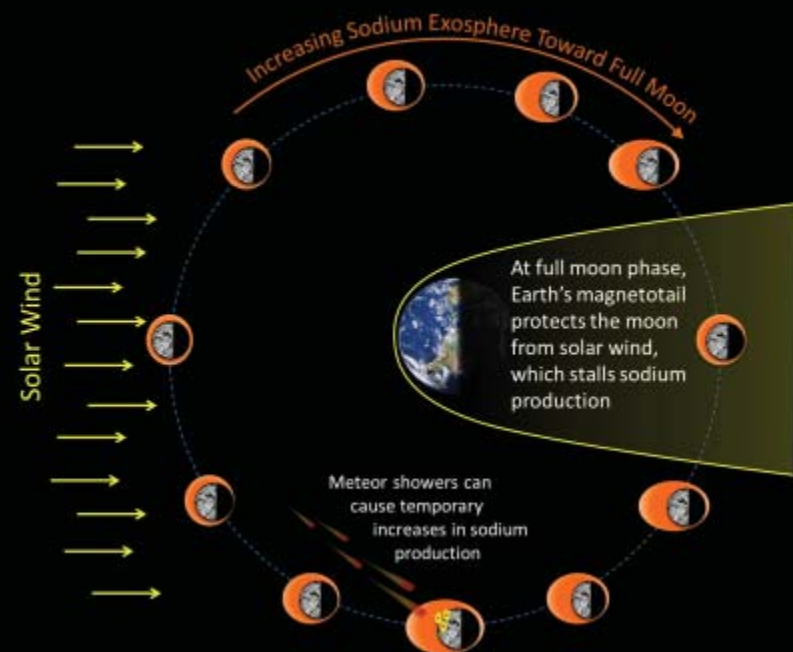 Increasing Sodium Exosphere Toward Full Moon
Solar Wind
At full moon phase,
Earth's magnetotail
protects the moon
from solar wind,
which stalls sodium
production
Meteor showers can
cause temporary
increases in sodium
production